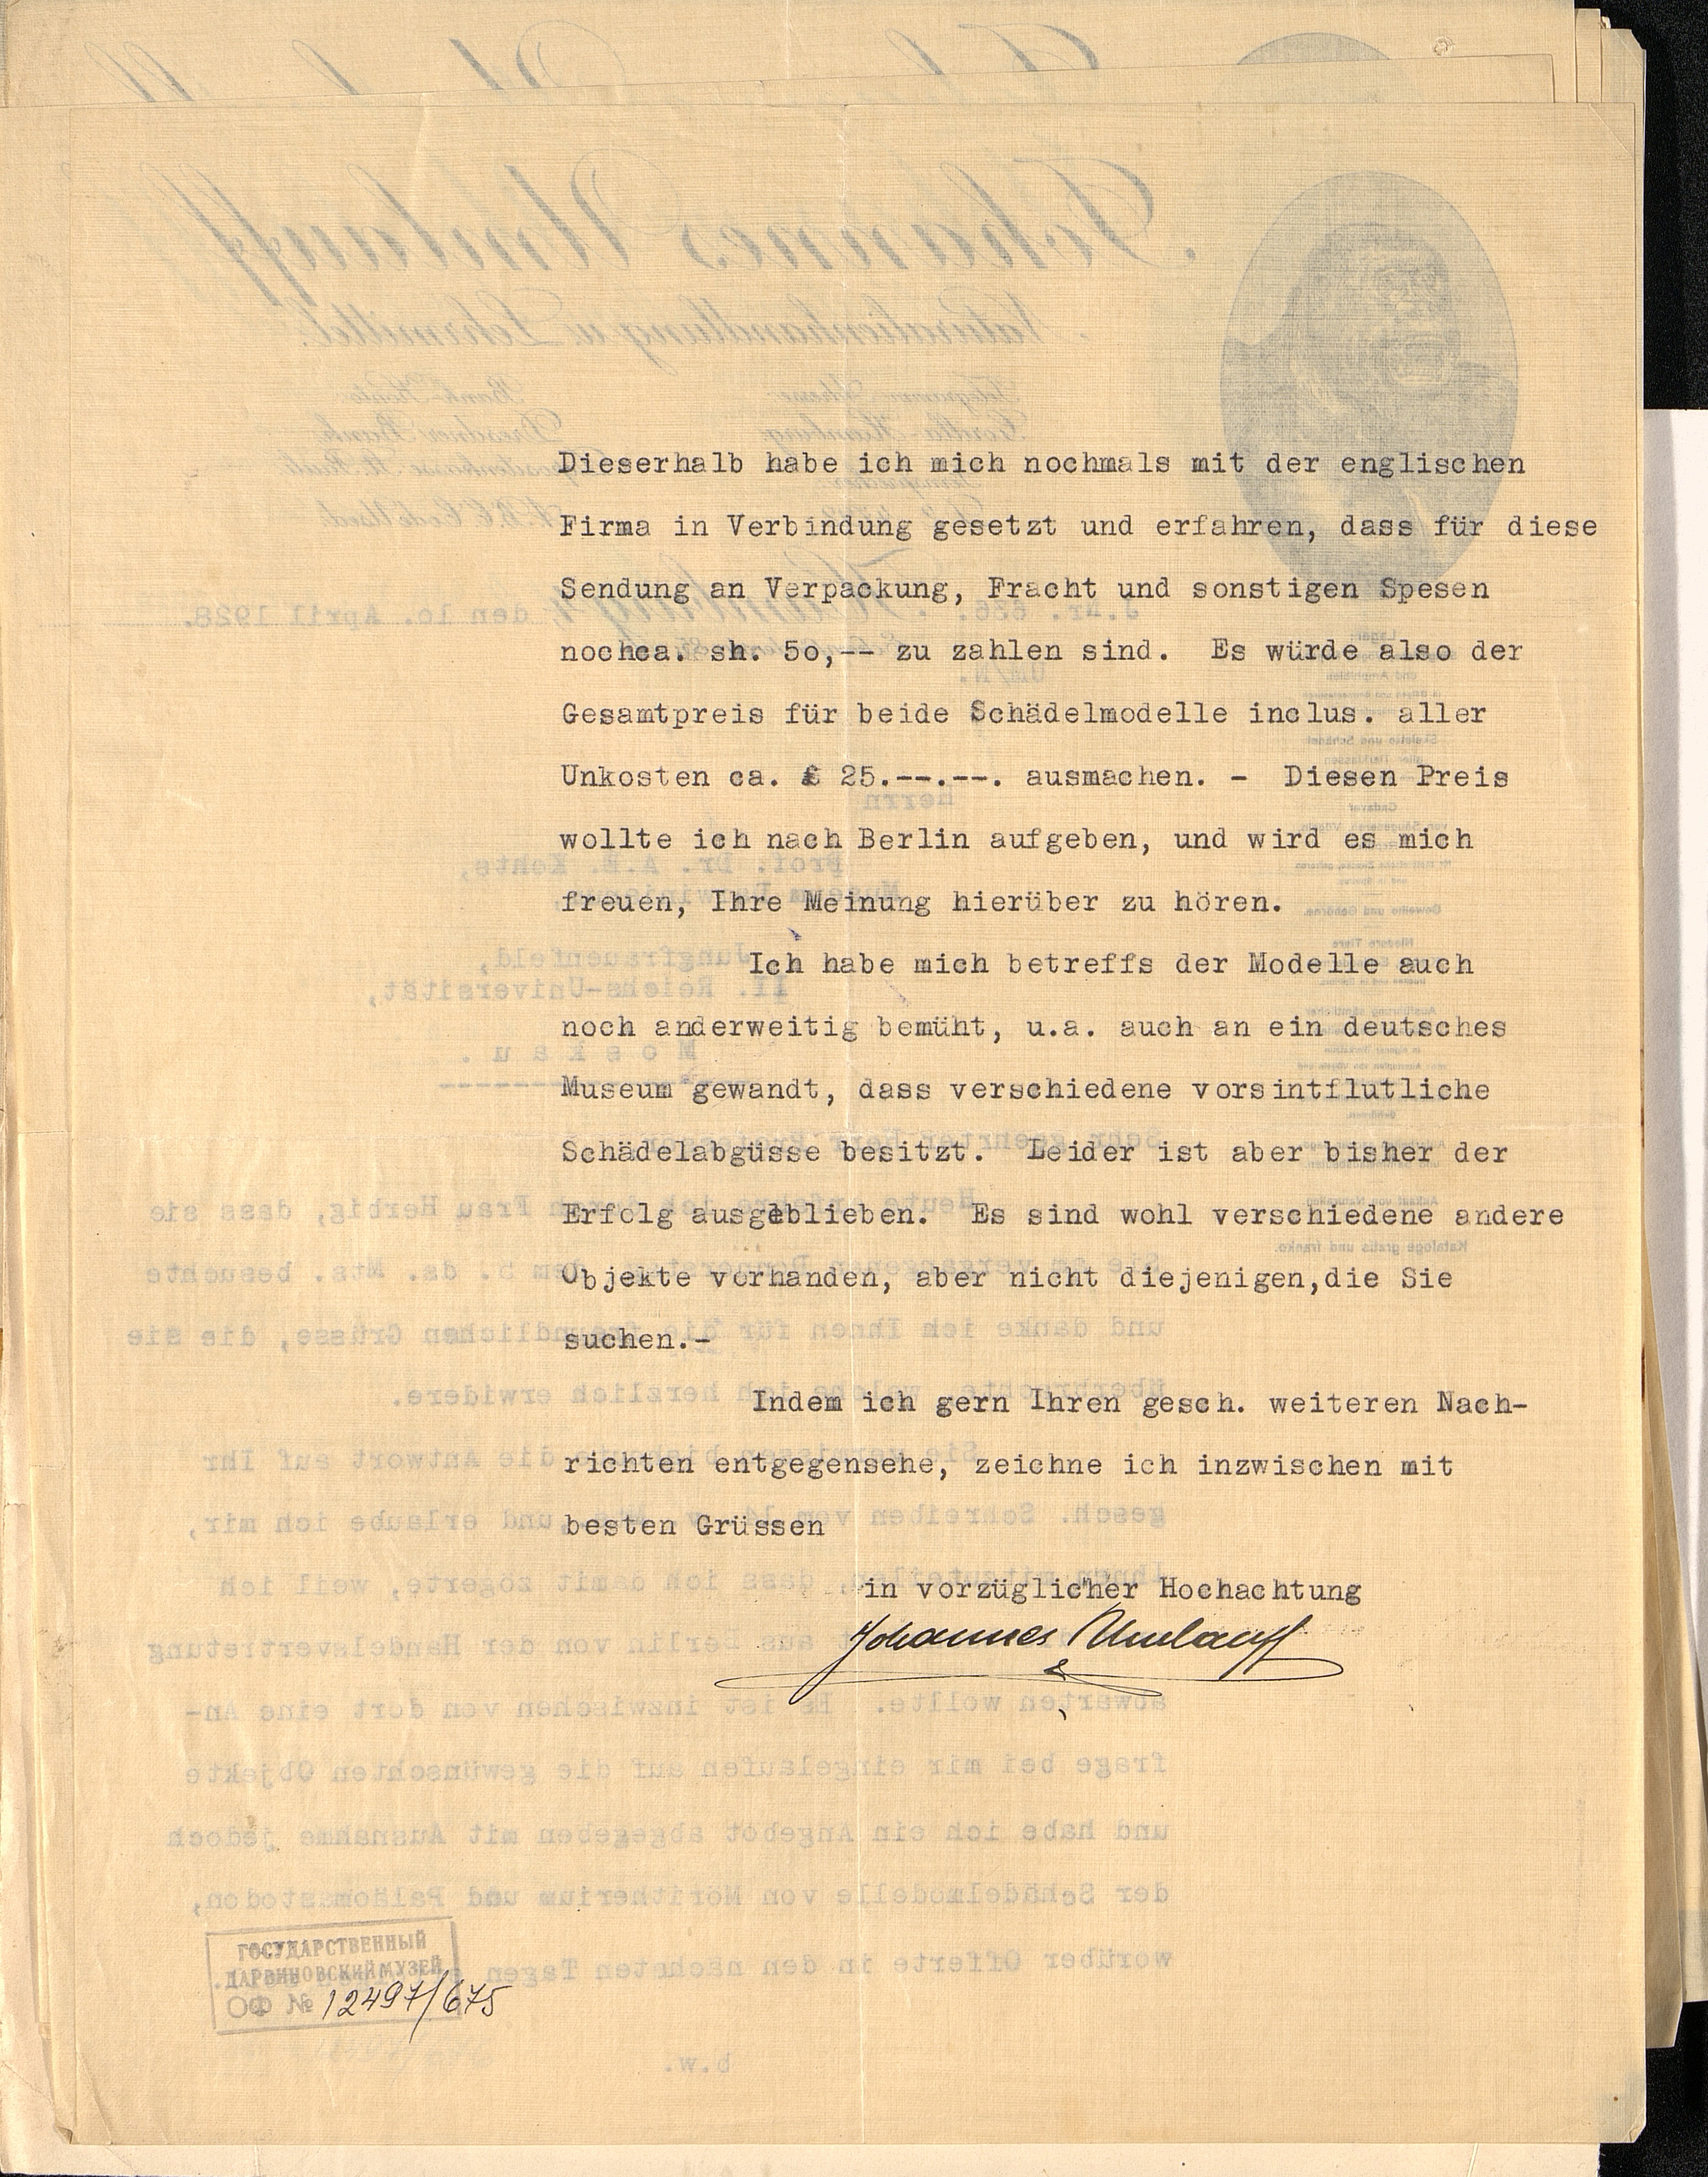 Dieserhalb habe ich mich nochmals mit der englischen
Firma in Verbindung gesetzt und erfahren, dass für diese
Sendung an Verpackung, Fracht und sonstigen Spesen
nochca. sh. 5o,-- zu zahlen sind. Es würde also der
Gesamtpreis für beide Schädelmodelle inclus. aller
Unkosten ca. £ 25.--.--. ausmachen. - Diesen Preis
wollte ich nach Berlin aufgeben, und wird es mich
freuen, Ihre Meinung hierüber zu hören.
Ich habe mich betreffs der Modelle auch
noch anderweitig bemüht, u.a. auch an ein deutsches
Museum gewandt, dass verschiedene vorsintflutliche
Schädelabgüsse besitzt. Leider ist aber bisher der
Erfolg ausgeblieben. Es sind wohl verschiedene andere
Objekte vorhanden, aber nicht diejenigen,die Sie
suchen.-
Indem ich gern Ihren gesch. weiteren Nach-
richten entgegensehe, zeichne ich inzwischen mit
besten Grüssen
in vorzüglicher Hochachtung
Johannes Umlauff
ГОСУДАРСТВЕННЫЙ
ДАРВИНОВСКИЙ МУЗЕЙ
ОФ № 12497/675